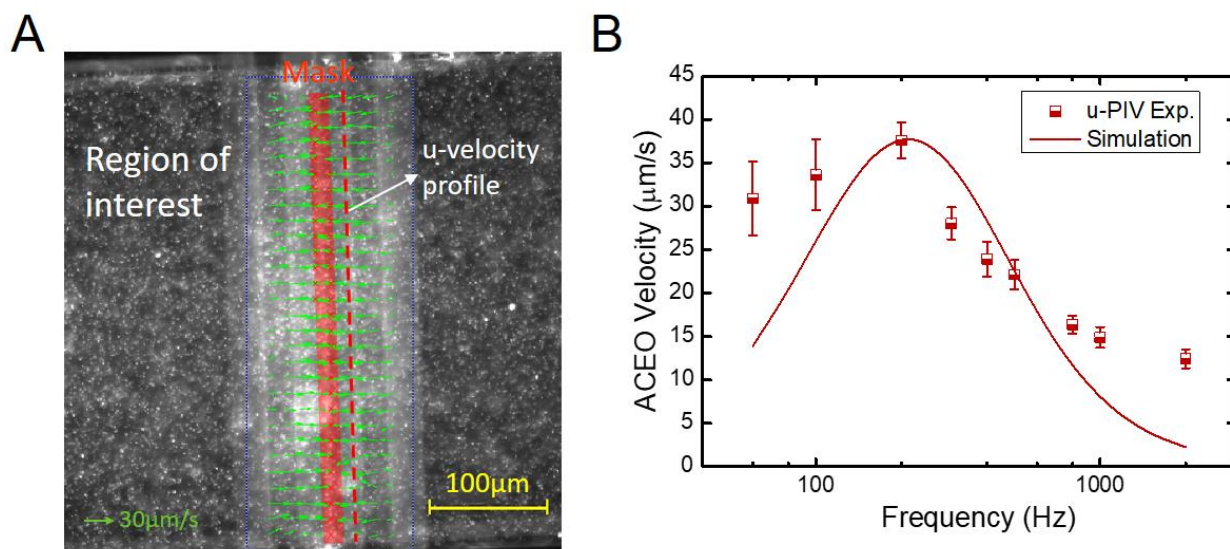 A
Mask
Region of
interest
u-velocity
profile
100μm
30μm/s
B
45
40
35
30
25
20
15
10
5
0
ACEO Velocity (μm/s)
u-PIV Exp.
Simulation
100
1000
Frequency (Hz)